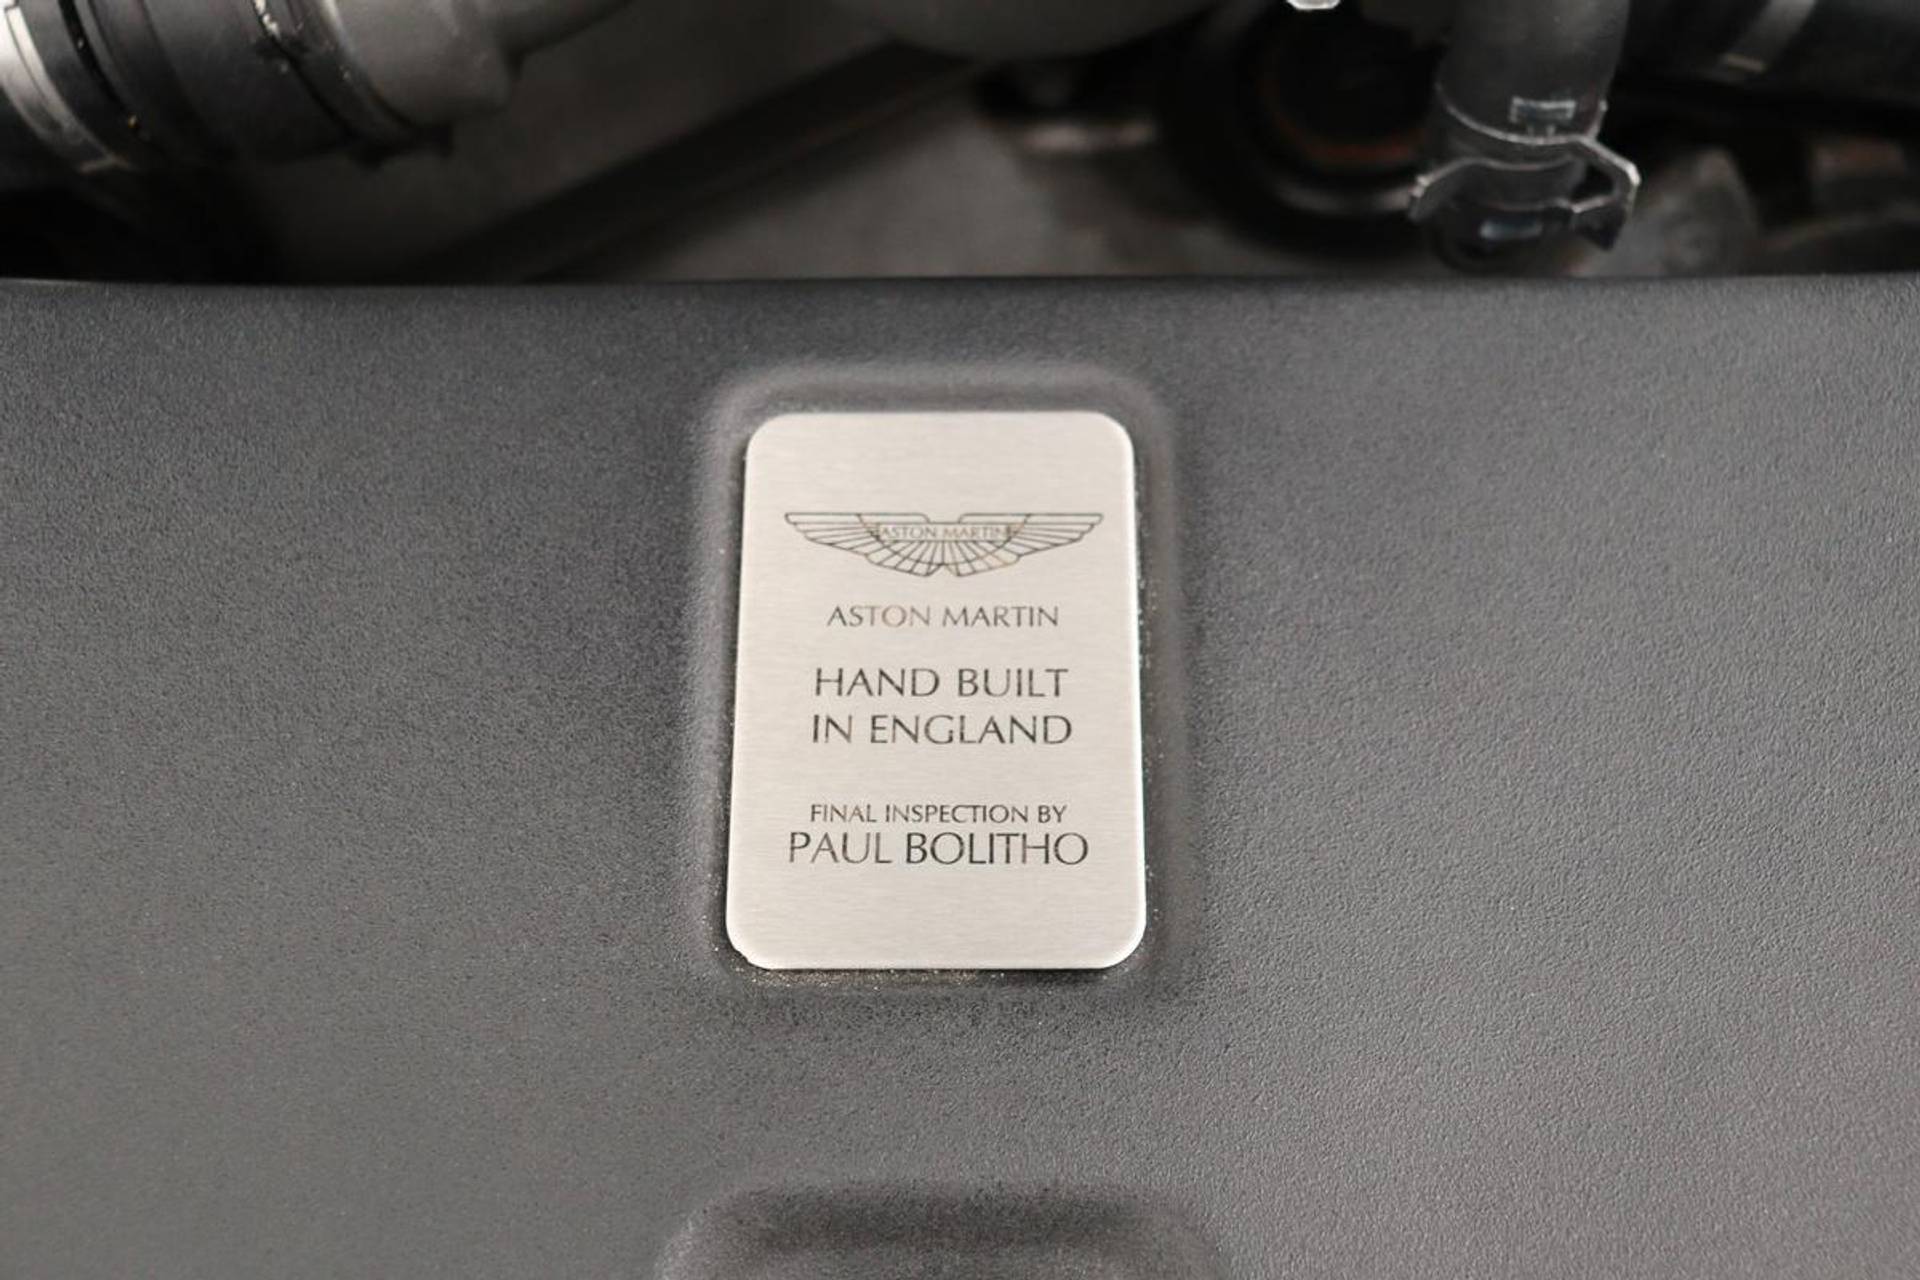 ASTON MARTIN
ASTON MARTIN
HAND BUILT
IN ENGLAND
FINAL INSPECTION BY
PAUL BOLITHO